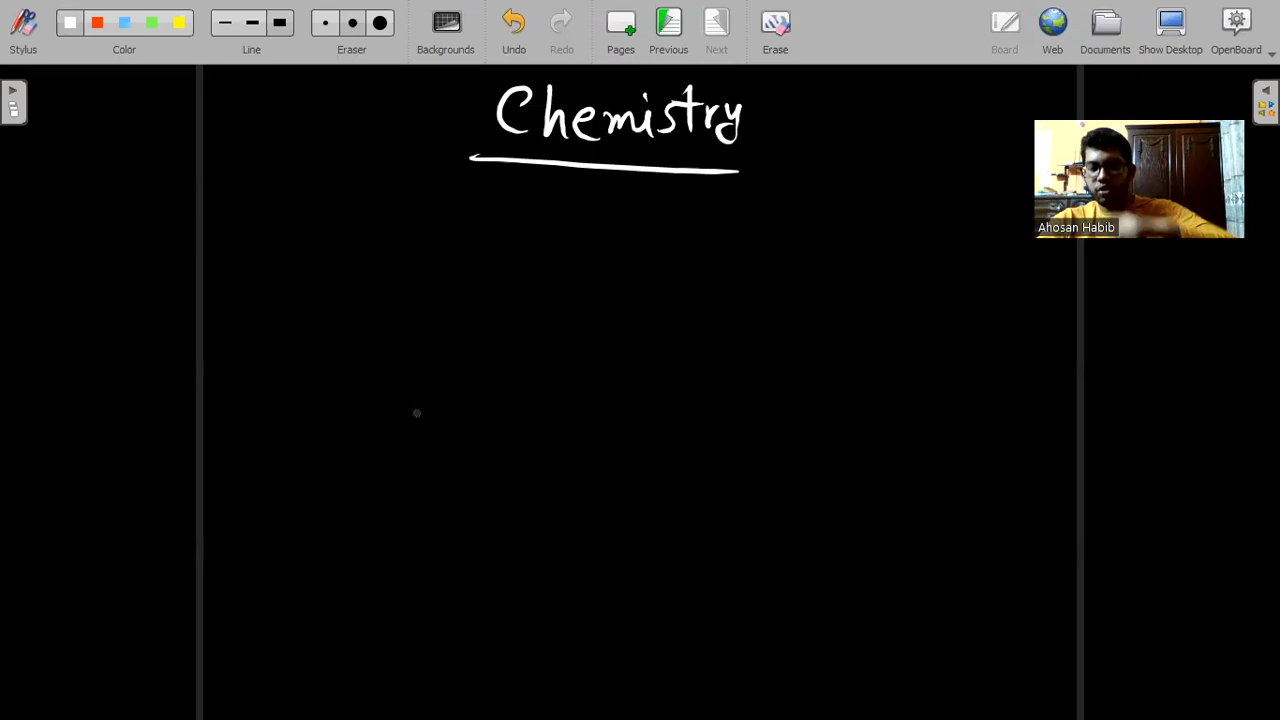 Stylus Color Line Eraser Backgrounds Undo Redo Pages Previous Next Erase Board Web Documents Show Desktop OpenBoard
Chemistry
Ahosan Habib